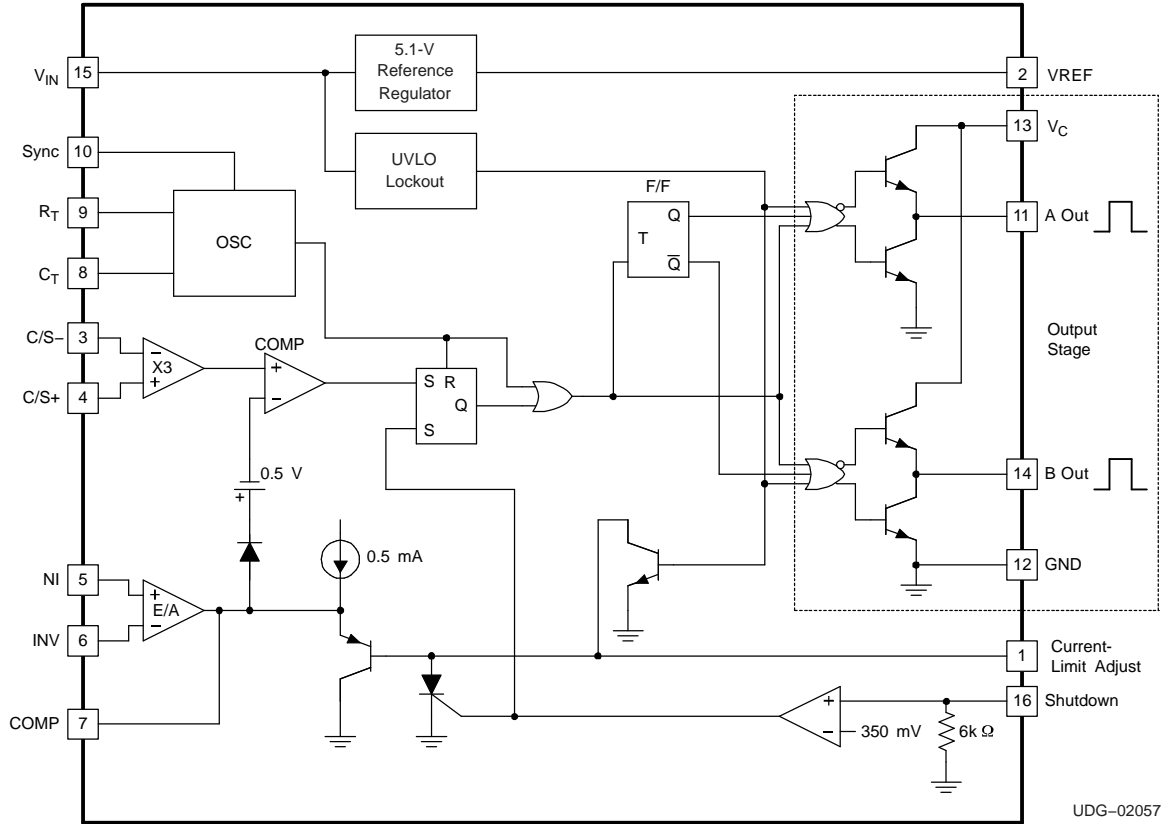 5.1-V
Reference
Regulator
V_IN 15
2 VREF
13 V_C
Sync 10
UVLO
Lockout
F/F
R_T 9
Q
11 A Out
OSC
T
C_T 8
Q̅
C/S– 3
–
X3
+
C/S+ 4
COMP
+
–
S R
Q
S
Output
Stage
0.5 V
+
14 B Out
0.5 mA
NI 5
+
E/A
–
INV 6
12 GND
1 Current-
Limit Adjust
COMP 7
16 Shutdown
+
–
350 mV
6k Ω
UDG–02057